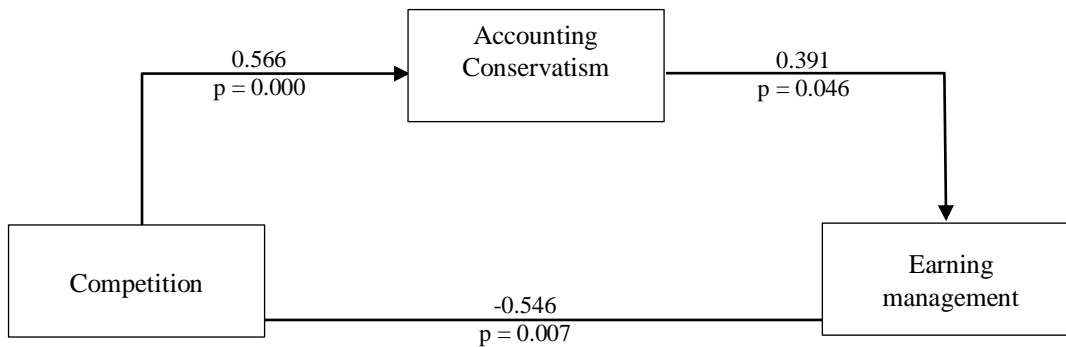 Accounting
Conservatism
0.566
p = 0.000
0.391
p = 0.046
Competition
Earning
management
-0.546
p = 0.007